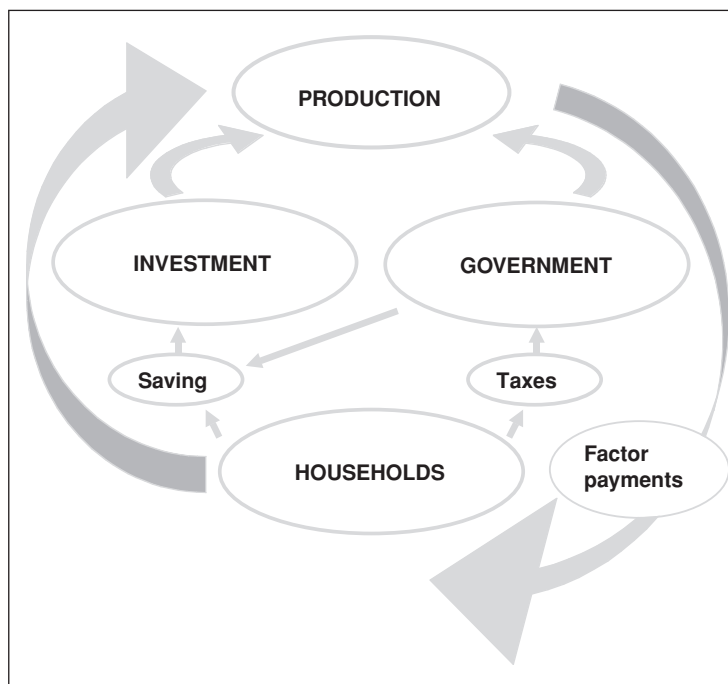 PRODUCTION
INVESTMENT
GOVERNMENT
Saving
Taxes
HOUSEHOLDS
Factor
payments